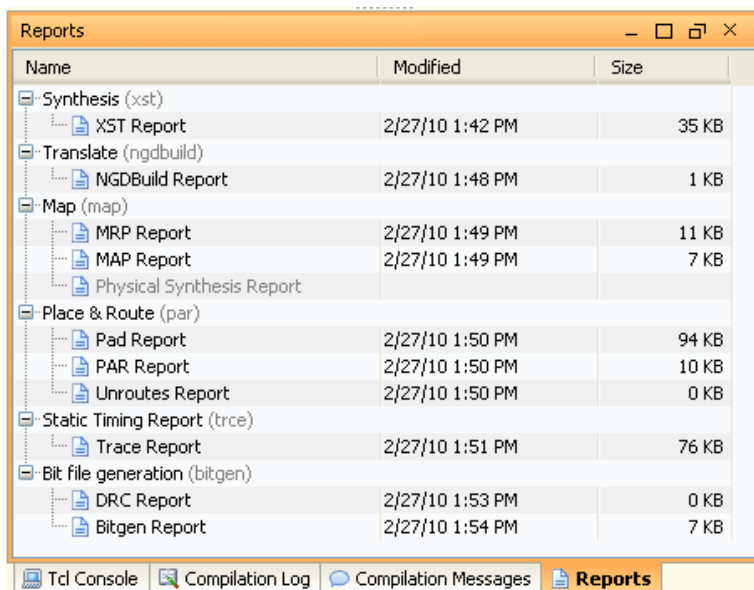 Reports
Name Modified Size
Synthesis (xst)
XST Report 2/27/10 1:42 PM 35 KB
Translate (ngdbuild)
NGDBuild Report 2/27/10 1:48 PM 1 KB
Map (map)
MRP Report 2/27/10 1:49 PM 11 KB
MAP Report 2/27/10 1:49 PM 7 KB
Physical Synthesis Report
Place & Route (par)
Pad Report 2/27/10 1:50 PM 94 KB
PAR Report 2/27/10 1:50 PM 10 KB
Unroutes Report 2/27/10 1:50 PM 0 KB
Static Timing Report (trce)
Trace Report 2/27/10 1:51 PM 76 KB
Bit file generation (bitgen)
DRC Report 2/27/10 1:53 PM 0 KB
Bitgen Report 2/27/10 1:54 PM 7 KB
Tcl Console Compilation Log Compilation Messages Reports